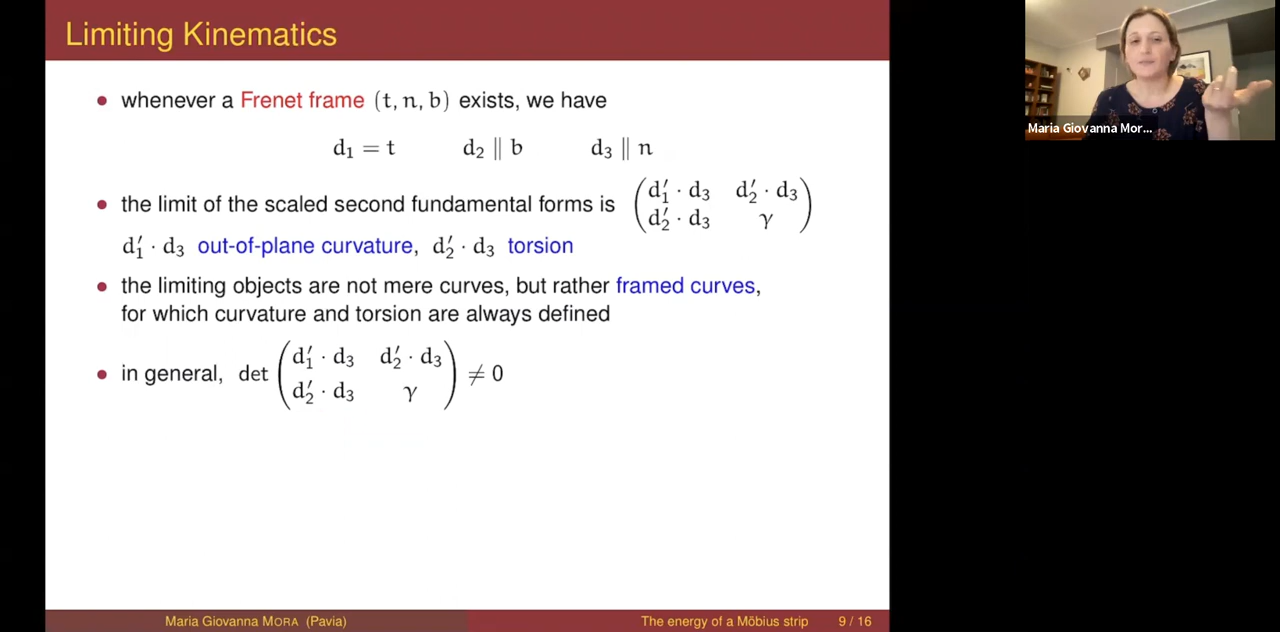 Limiting Kinematics
• whenever a Frenet frame (t, n, b) exists, we have
d₁ = t d₂ ∥ b d₃ ∥ n
• the limit of the scaled second fundamental forms is (d₁′ · d₃ d₂′ · d₃
d₂′ · d₃ γ)
d₁′ · d₃ out-of-plane curvature, d₂′ · d₃ torsion
• the limiting objects are not mere curves, but rather framed curves,
for which curvature and torsion are always defined
• in general, det (d₁′ · d₃ d₂′ · d₃
d₂′ · d₃ γ) ≠ 0
Maria Giovanna MORA (Pavia) The energy of a Möbius strip 9 / 16
Maria Giovanna Mor...